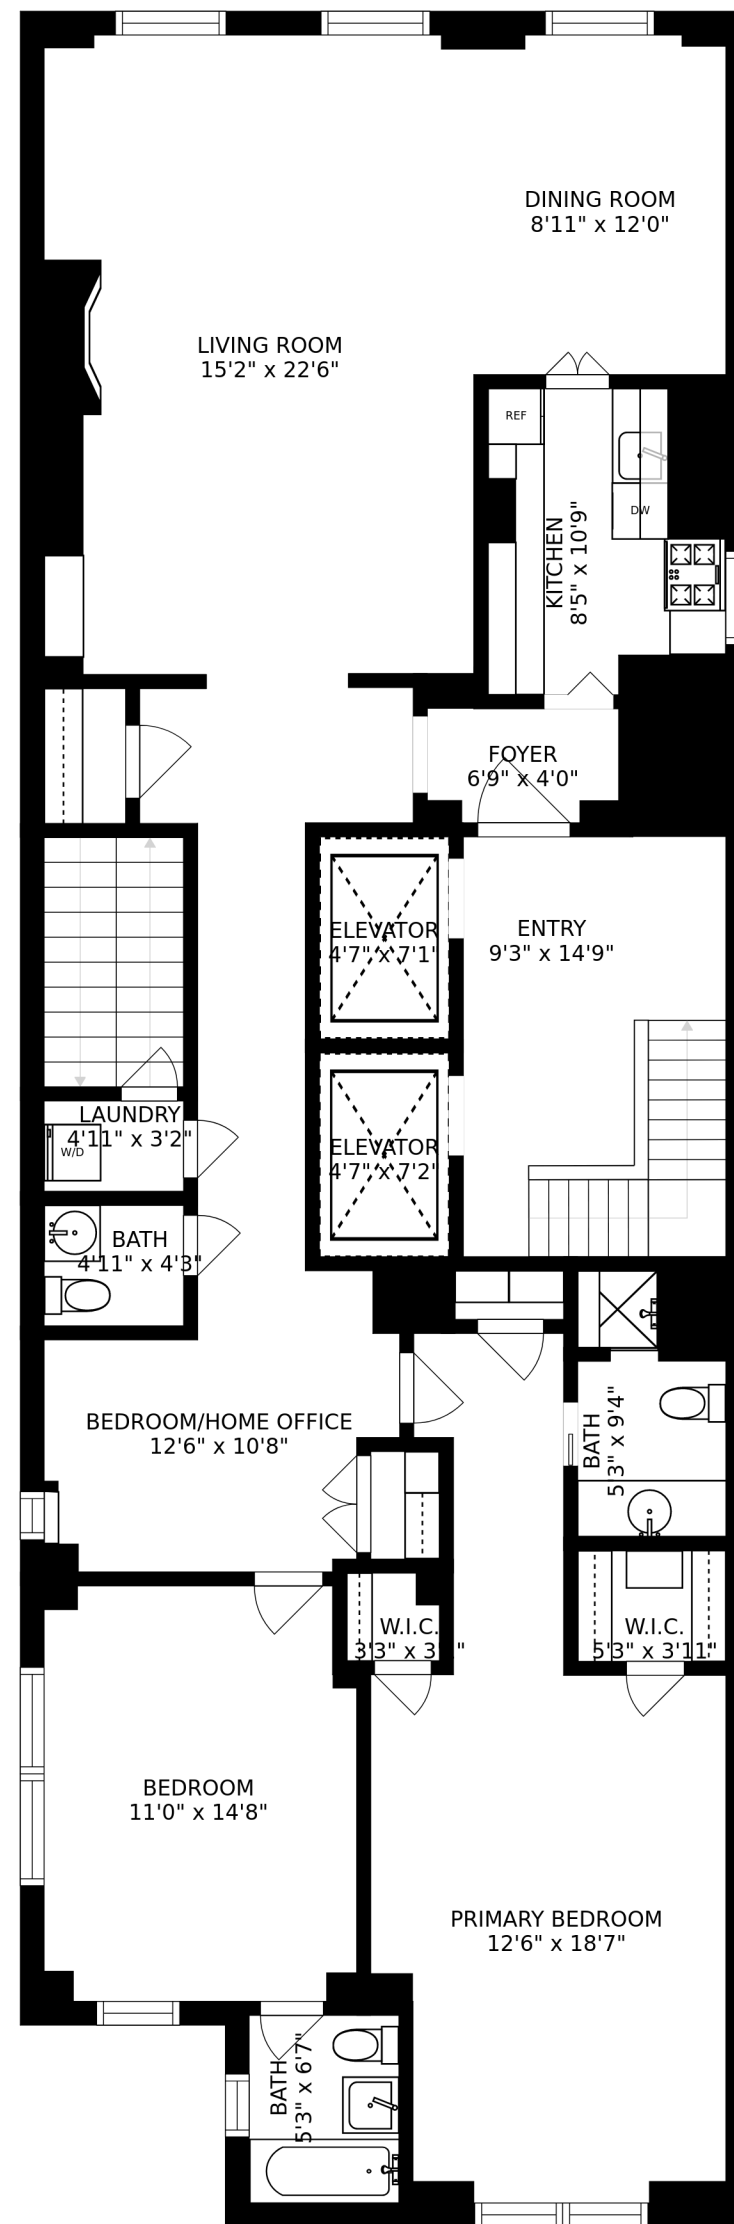 DINING ROOM
8'11" x 12'0"
LIVING ROOM
15'2" x 22'6"
REF
DW
KITCHEN
8'5" x 10'9"
FOYER
6'9" x 4'0"
ELEVATOR
4'7" x 7'1"
ENTRY
9'3" x 14'9"
LAUNDRY
4'11" x 3'2"
W/D
ELEVATOR
4'7" x 7'2"
BATH
4'11" x 4'3"
BEDROOM/HOME OFFICE
12'6" x 10'8"
BATH
5'3" x 9'4"
W.I.C.
3'3" x 3'
W.I.C.
5'3" x 3'11"
BEDROOM
11'0" x 14'8"
PRIMARY BEDROOM
12'6" x 18'7"
BATH
5'3" x 6'7"